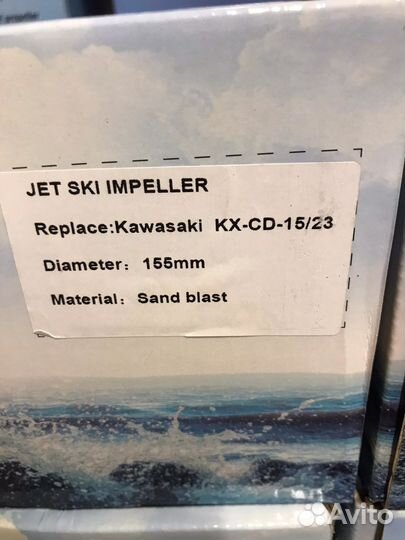 JET SKI IMPELLER
Replace:Kawasaki KX-CD-15/23
Diameter: 155mm
Material: Sand blast
Avito